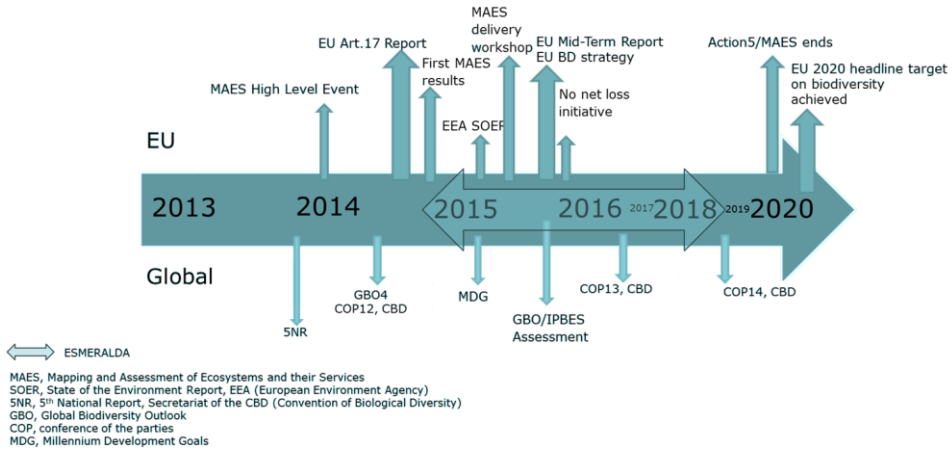 MAES
delivery
workshop
EU Art.17 Report
EU Mid-Term Report
EU BD strategy
Action5/MAES ends
First MAES
results
EU 2020 headline target
on biodiversity
achieved
MAES High Level Event
No net loss
initiative
EEA SOER
EU
2013
2014
2015
2016
2017
2018
2019
2020
Global
GBO4
COP12, CBD
MDG
COP13, CBD
COP14, CBD
5NR
GBO/IPBES
Assessment
ESMERALDA
MAES, Mapping and Assessment of Ecosystems and their Services
SOER, State of the Environment Report, EEA (European Environment Agency)
5NR, 5th National Report, Secretariat of the CBD (Convention of Biological Diversity)
GBO, Global Biodiversity Outlook
COP, conference of the parties
MDG, Millennium Development Goals